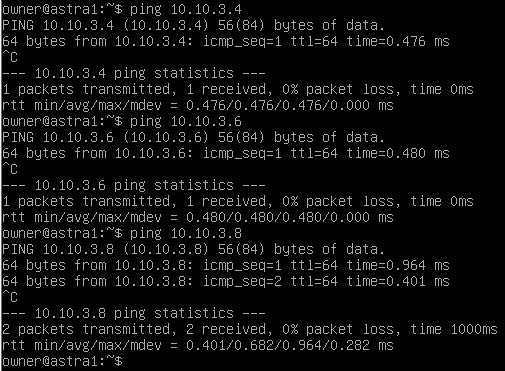 owner@astra1:~$ ping 10.10.3.4
PING 10.10.3.4 (10.10.3.4) 56(84) bytes of data.
64 bytes from 10.10.3.4: icmp_seq=1 ttl=64 time=0.476 ms
^C
--- 10.10.3.4 ping statistics ---
1 packets transmitted, 1 received, 0% packet loss, time 0ms
rtt min/avg/max/mdev = 0.476/0.476/0.476/0.000 ms
owner@astra1:~$ ping 10.10.3.6
PING 10.10.3.6 (10.10.3.6) 56(84) bytes of data.
64 bytes from 10.10.3.6: icmp_seq=1 ttl=64 time=0.480 ms
^C
--- 10.10.3.6 ping statistics ---
1 packets transmitted, 1 received, 0% packet loss, time 0ms
rtt min/avg/max/mdev = 0.480/0.480/0.480/0.000 ms
owner@astra1:~$ ping 10.10.3.8
PING 10.10.3.8 (10.10.3.8) 56(84) bytes of data.
64 bytes from 10.10.3.8: icmp_seq=1 ttl=64 time=0.964 ms
64 bytes from 10.10.3.8: icmp_seq=2 ttl=64 time=0.401 ms
^C
--- 10.10.3.8 ping statistics ---
2 packets transmitted, 2 received, 0% packet loss, time 1000ms
rtt min/avg/max/mdev = 0.401/0.682/0.964/0.282 ms
owner@astra1:~$